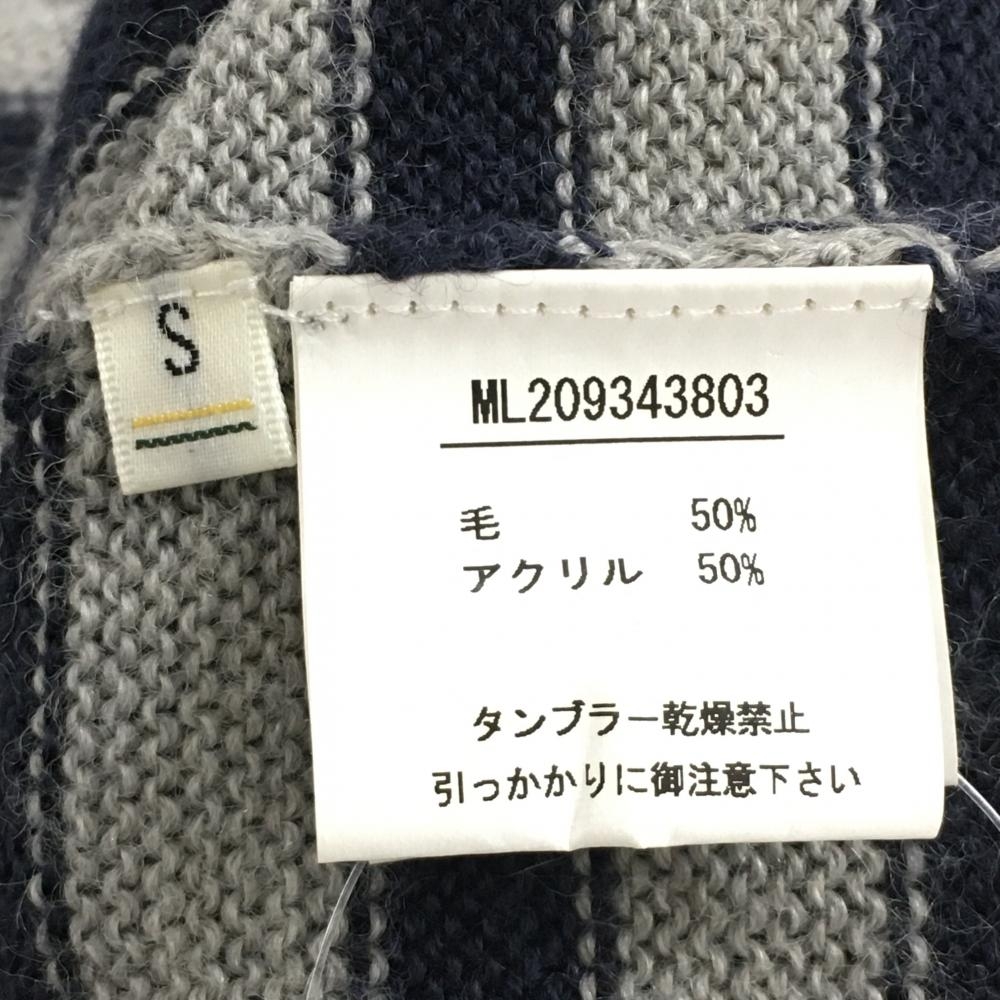 S
ML209343803
毛 50%
アクリル 50%
タンブラー乾燥禁止
引っかかりに御注意下さい